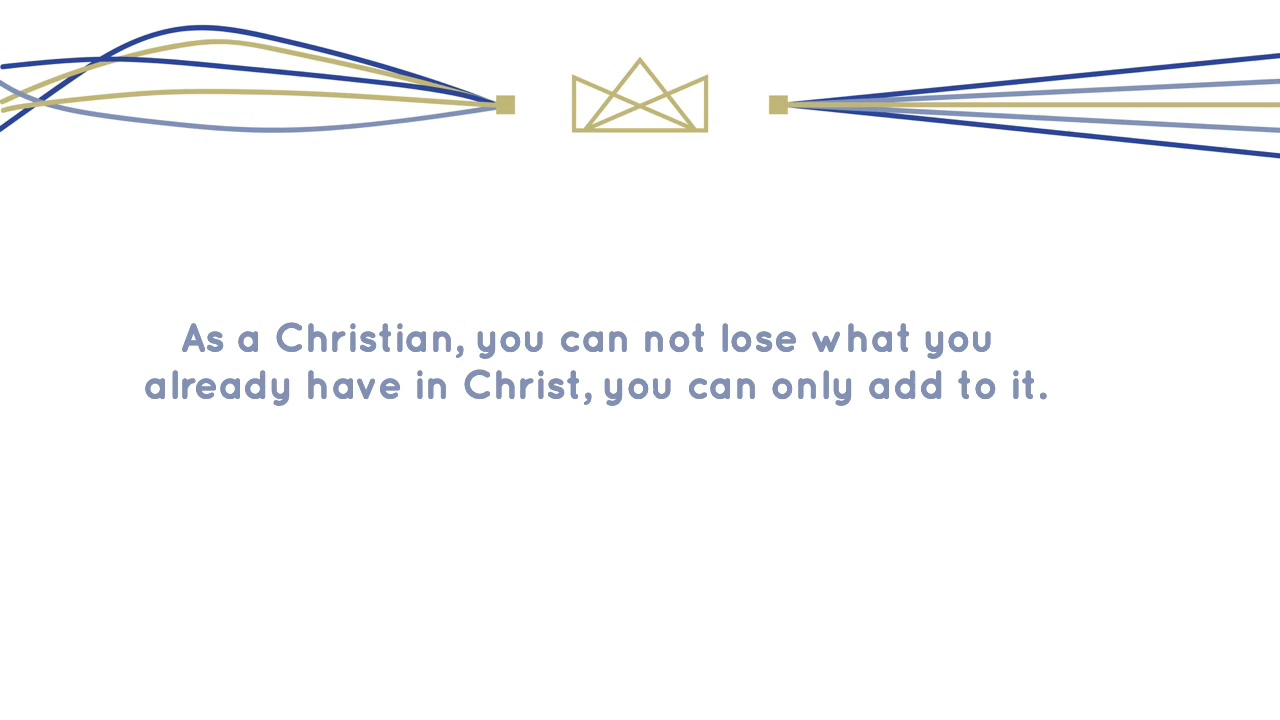 As a Christian, you can not lose what you
already have in Christ, you can only add to it.